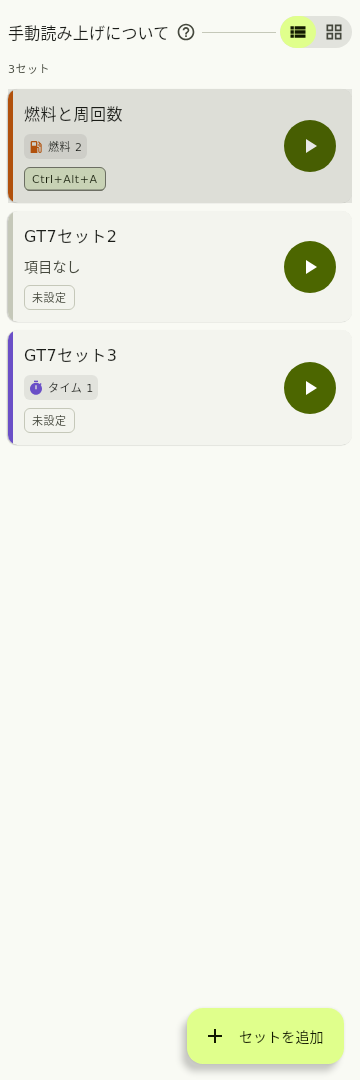 手動読み上げについて
3セット
燃料と周回数
燃料 2
Ctrl+Alt+A
GT7セット2
項目なし
未設定
GT7セット3
タイム 1
未設定
セットを追加